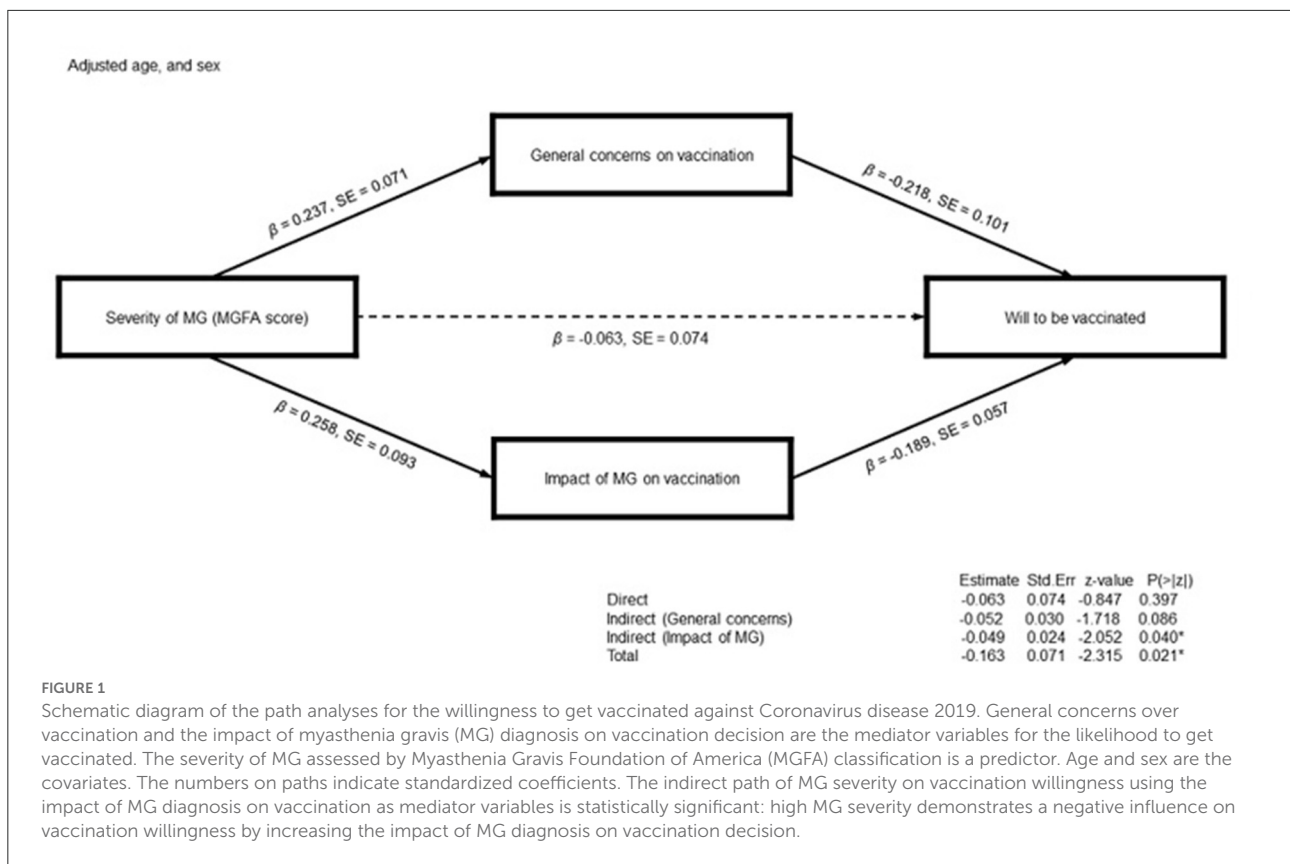 Adjusted age, and sex
General concerns on vaccination
β = 0.237, SE = 0.071
β = -0.218, SE = 0.101
Severity of MG (MGFA score)
Will to be vaccinated
β = -0.063, SE = 0.074
β = 0.258, SE = 0.093
β = -0.189, SE = 0.057
Impact of MG on vaccination
Estimate Std.Err z-value P(>|z|)
Direct -0.063 0.074 -0.847 0.397
Indirect (General concerns) -0.052 0.030 -1.718 0.086
Indirect (Impact of MG) -0.049 0.024 -2.052 0.040*
Total -0.163 0.071 -2.315 0.021*
FIGURE 1
Schematic diagram of the path analyses for the willingness to get vaccinated against Coronavirus disease 2019. General concerns over
vaccination and the impact of myasthenia gravis (MG) diagnosis on vaccination decision are the mediator variables for the likelihood to get
vaccinated. The severity of MG assessed by Myasthenia Gravis Foundation of America (MGFA) classification is a predictor. Age and sex are the
covariates. The numbers on paths indicate standardized coefficients. The indirect path of MG severity on vaccination willingness using the
impact of MG diagnosis on vaccination as mediator variables is statistically significant: high MG severity demonstrates a negative influence on
vaccination willingness by increasing the impact of MG diagnosis on vaccination decision.